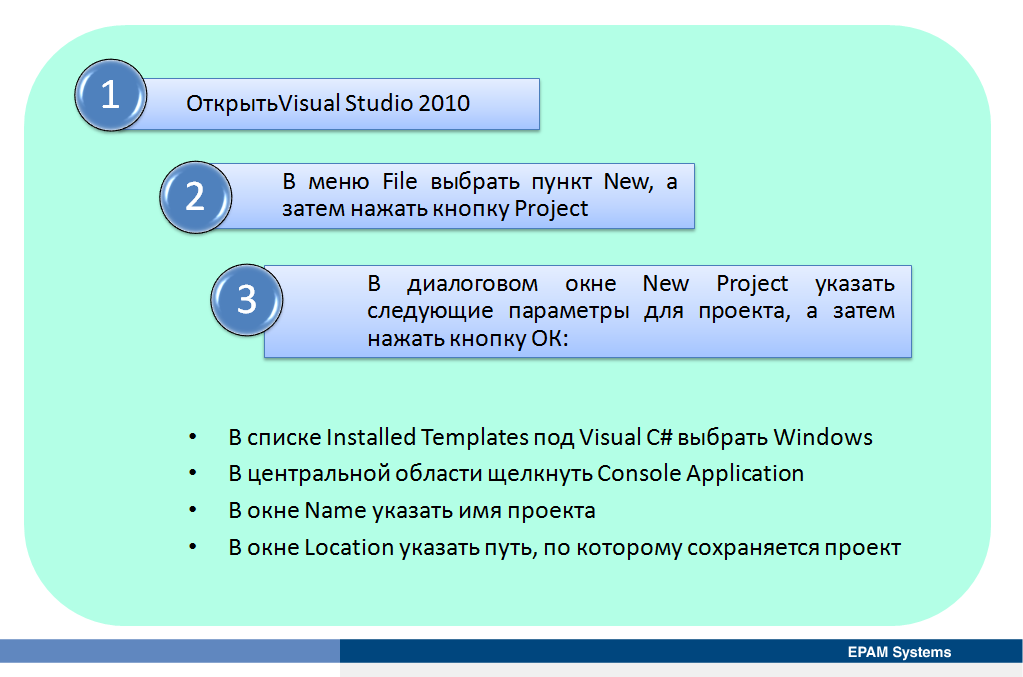 1
ОткрытьVisual Studio 2010
2
В меню File выбрать пункт New, а
затем нажать кнопку Project
3
В диалоговом окне New Project указать
следующие параметры для проекта, а затем
нажать кнопку ОК:
• В списке Installed Templates под Visual C# выбрать Windows
• В центральной области щелкнуть Console Application
• В окне Name указать имя проекта
• В окне Location указать путь, по которому сохраняется проект
EPAM Systems